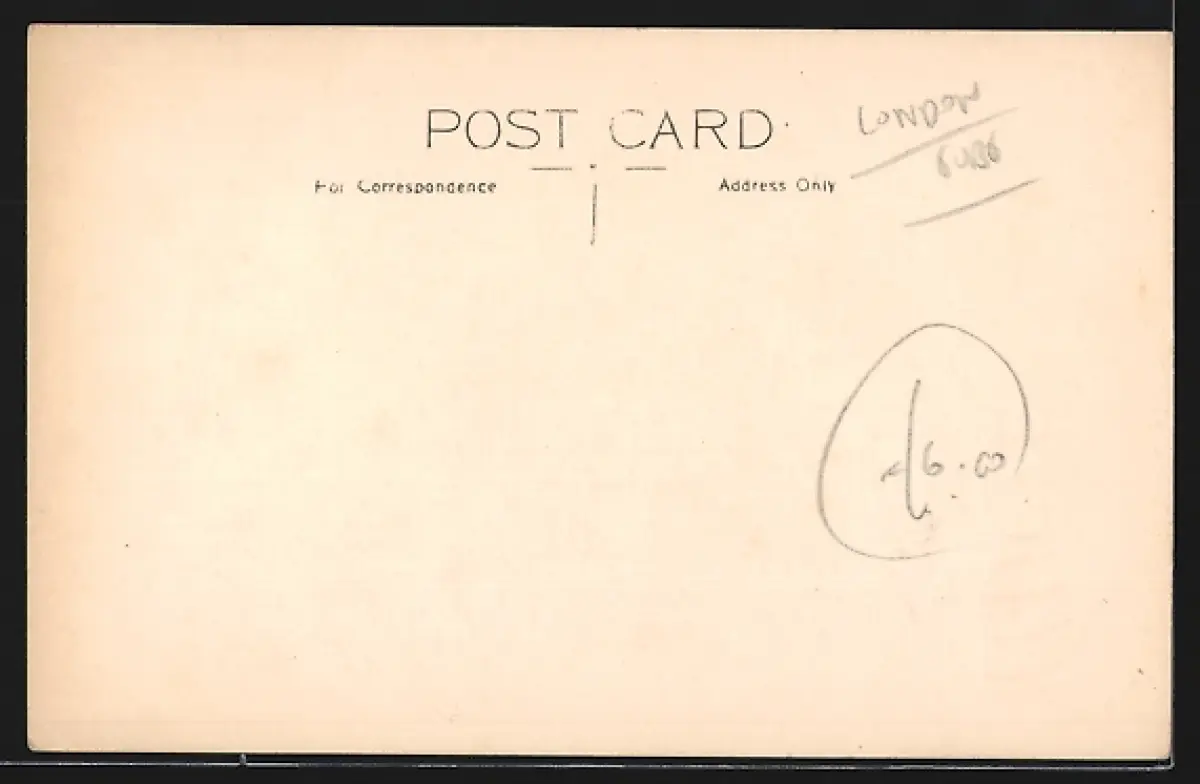 POST CARD
For Correspondence
Address Only
LONDON
6.00